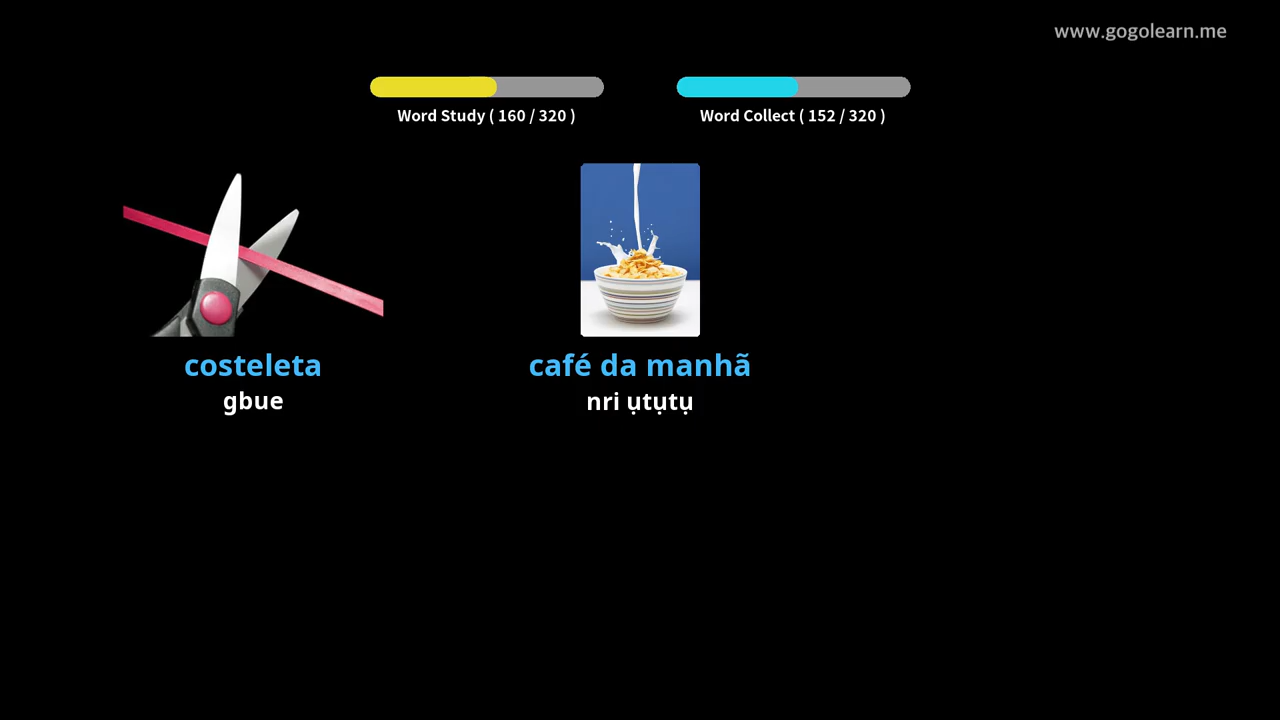 www.gogolearn.me
Word Study ( 160 / 320 )
Word Collect ( 152 / 320 )
costeleta
gbue
café da manhã
nri ụtụtụ